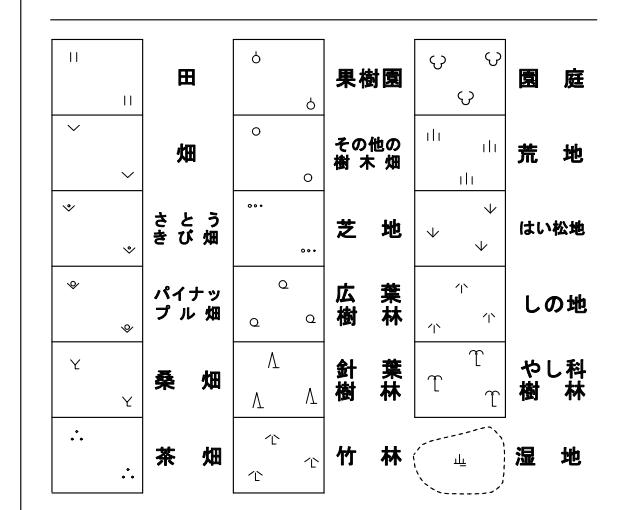 田
畑
さとう
きび畑
パイナッ
プル畑
桑畑
茶畑
果樹園
その他の
樹木畑
芝地
広葉
樹林
針葉
樹林
竹林
園庭
荒地
はい松地
しの地
やし科
樹林
湿地